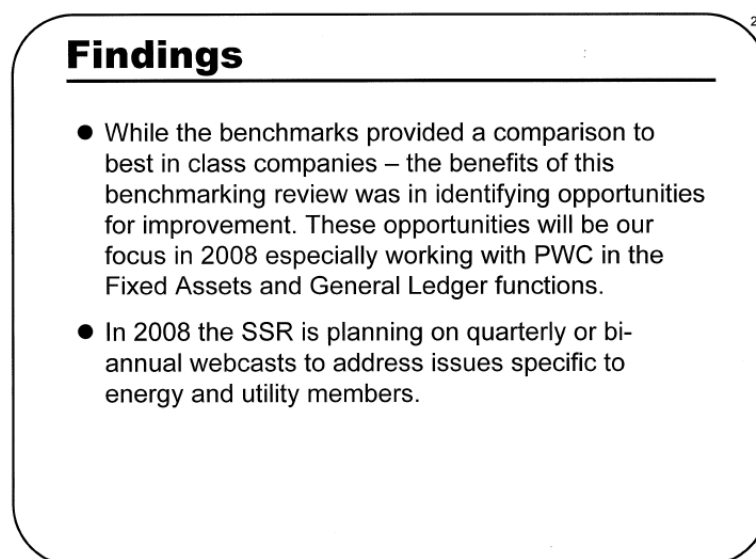 2
Findings
● While the benchmarks provided a comparison to
best in class companies – the benefits of this
benchmarking review was in identifying opportunities
for improvement. These opportunities will be our
focus in 2008 especially working with PWC in the
Fixed Assets and General Ledger functions.
● In 2008 the SSR is planning on quarterly or bi-
annual webcasts to address issues specific to
energy and utility members.